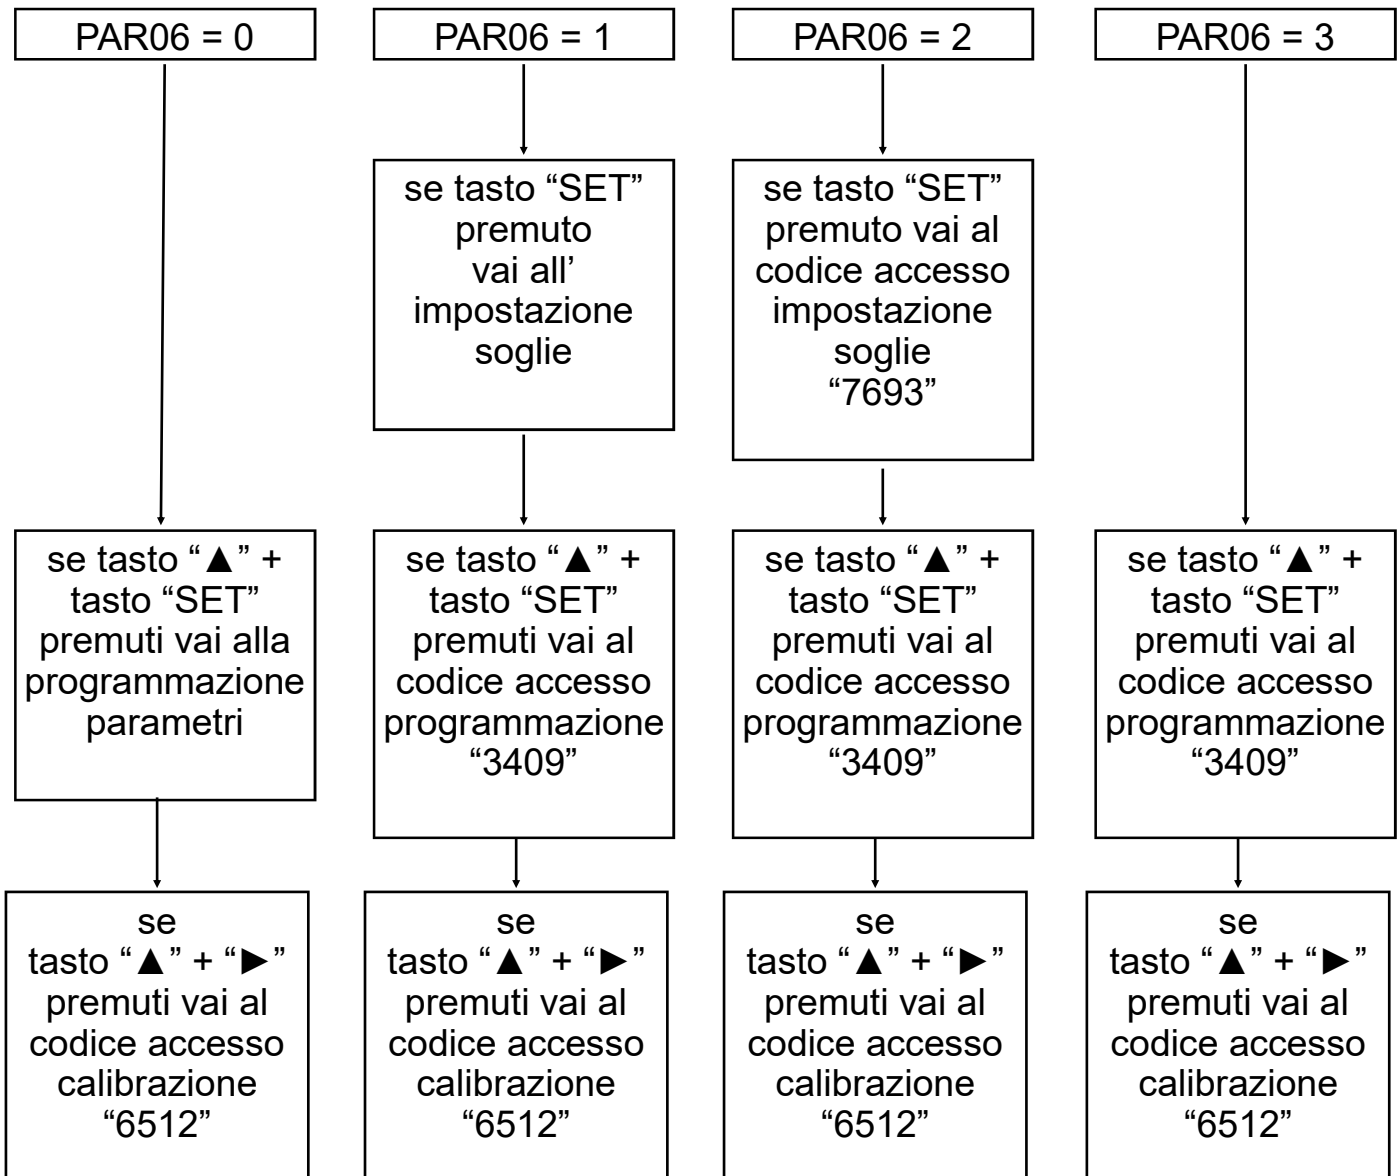 PAR06 = 0
PAR06 = 1
PAR06 = 2
PAR06 = 3
se tasto “SET”
premuto
vai all’
impostazione
soglie
se tasto “SET”
premuto vai al
codice accesso
impostazione
soglie
“7693”
se tasto “▲” +
tasto “SET”
premuti vai alla
programmazione
parametri
se tasto “▲” +
tasto “SET”
premuti vai al
codice accesso
programmazione
“3409”
se tasto “▲” +
tasto “SET”
premuti vai al
codice accesso
programmazione
“3409”
se tasto “▲” +
tasto “SET”
premuti vai al
codice accesso
programmazione
“3409”
se
tasto “▲” + “►”
premuti vai al
codice accesso
calibrazione
“6512”
se
tasto “▲” + “►”
premuti vai al
codice accesso
calibrazione
“6512”
se
tasto “▲” + “►”
premuti vai al
codice accesso
calibrazione
“6512”
se
tasto “▲” + “►”
premuti vai al
codice accesso
calibrazione
“6512”